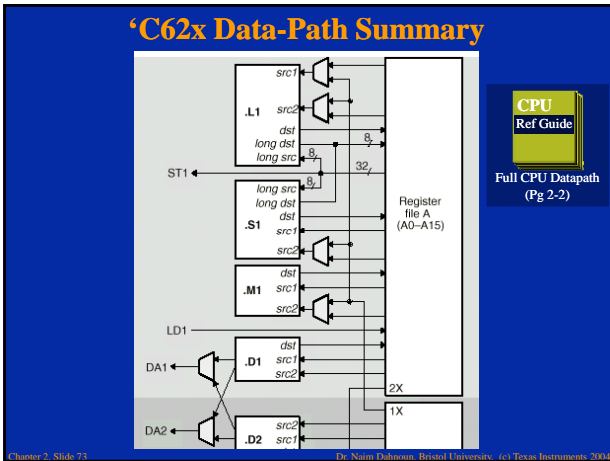 ‘C62x Data-Path Summary
src1
.L1
src2
dst
long dst
long src
8
8
32
ST1
8
long src
long dst
dst
.S1
src1
src2
Register
file A
(A0–A15)
dst
.M1
src1
src2
LD1
dst
.D1
src1
src2
DA1
2X
1X
DA2
src2
.D2
src1
CPU
Ref Guide
Full CPU Datapath
(Pg 2-2)
Chapter 2, Slide 73
Dr. Naim Dahnoun, Bristol University, (c) Texas Instruments 2004